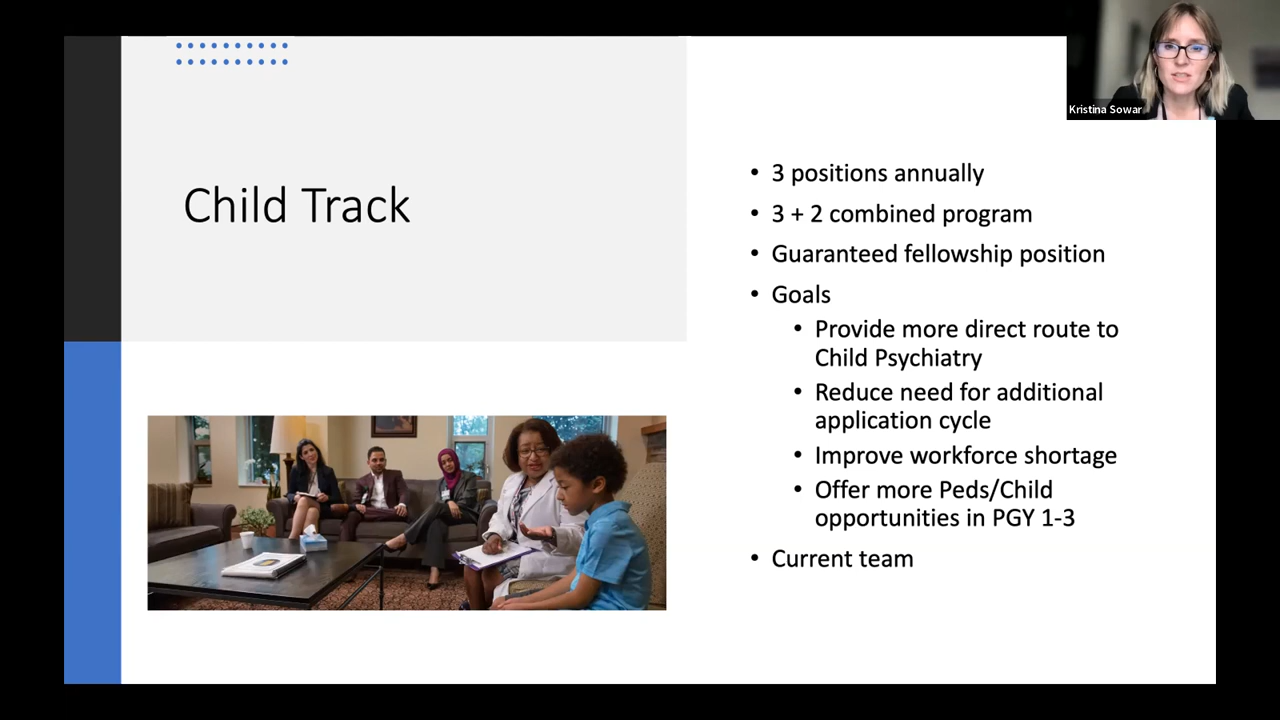 Kristina Sowar
Child Track
• 3 positions annually
• 3 + 2 combined program
• Guaranteed fellowship position
• Goals
• Provide more direct route to
Child Psychiatry
• Reduce need for additional
application cycle
• Improve workforce shortage
• Offer more Peds/Child
opportunities in PGY 1-3
• Current team